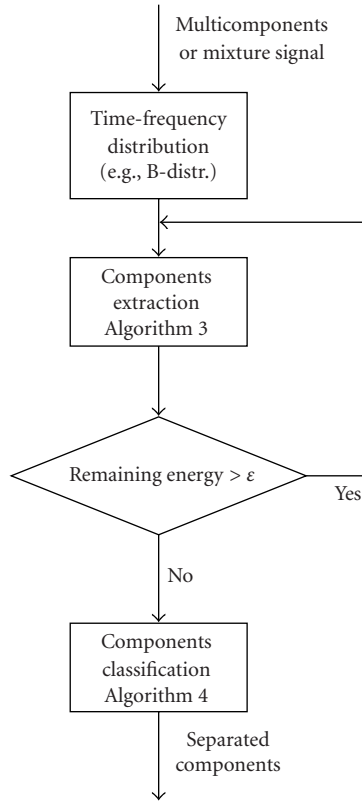 Multicomponents
or mixture signal
Time-frequency
distribution
(e.g., B-distr.)
Components
extraction
Algorithm 3
Remaining energy > ε
Yes
No
Components
classification
Algorithm 4
Separated
components